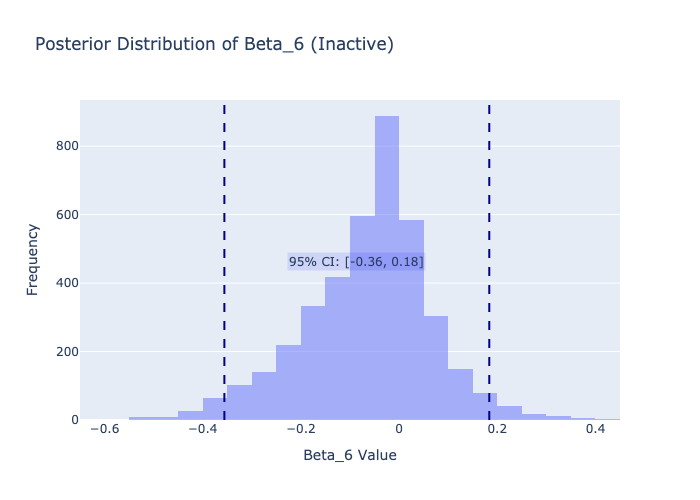 Posterior Distribution of Beta_6 (Inactive)
800
600
400
200
0
Frequency
95% CI: [-0.36, 0.18]
−0.6
−0.4
−0.2
0
0.2
0.4
Beta_6 Value